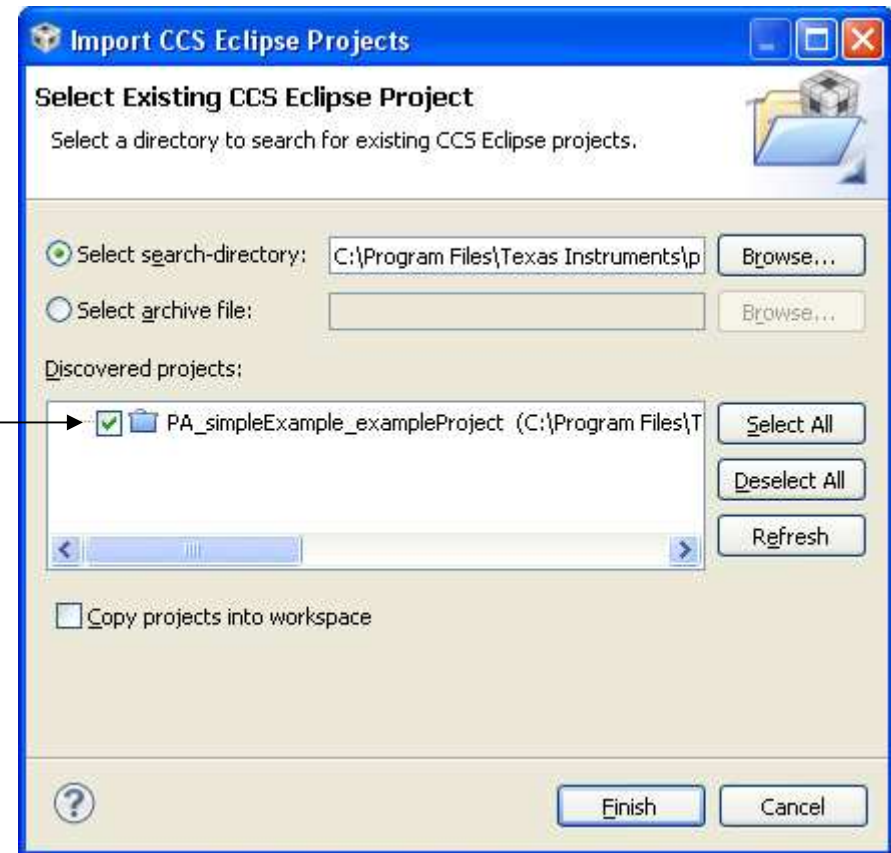 Import CCS Eclipse Projects
Select Existing CCS Eclipse Project
Select a directory to search for existing CCS Eclipse projects.
Select search-directory: C:\Program Files\Texas Instruments\p Browse...
Select archive file: Browse...
Discovered projects:
PA_simpleExample_exampleProject (C:\Program Files\T Select All
Deselect All
Refresh
Copy projects into workspace
? Finish Cancel